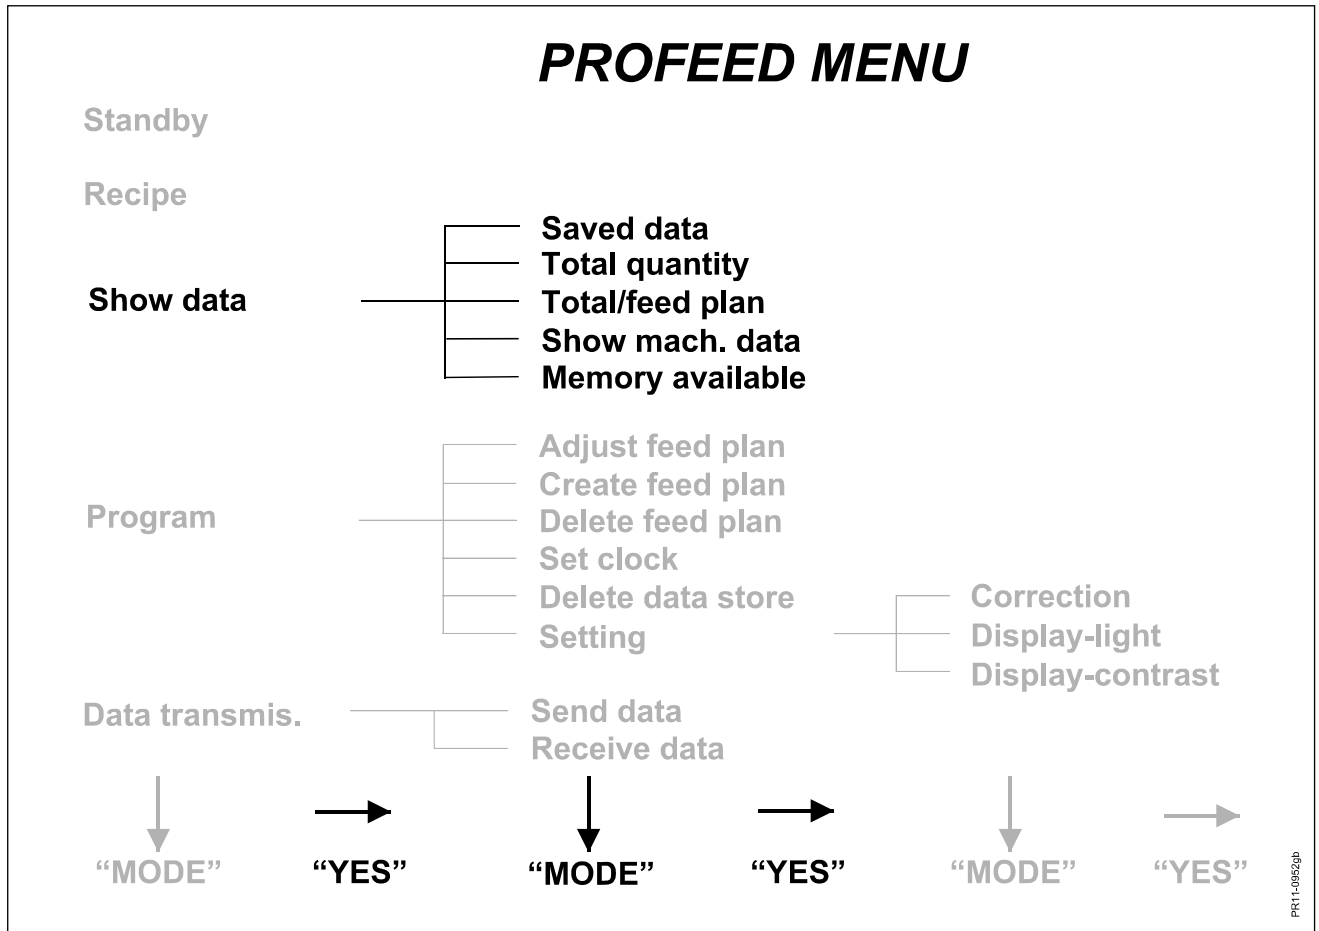 PROFEED MENU
Standby
Recipe
Show data
Saved data
Total quantity
Total/feed plan
Show mach. data
Memory available
Program
Adjust feed plan
Create feed plan
Delete feed plan
Set clock
Delete data store
Setting
Correction
Display-light
Display-contrast
Data transmis.
Send data
Receive data
“MODE” “YES” “MODE” “YES” “MODE” “YES”
PR11-0952gb